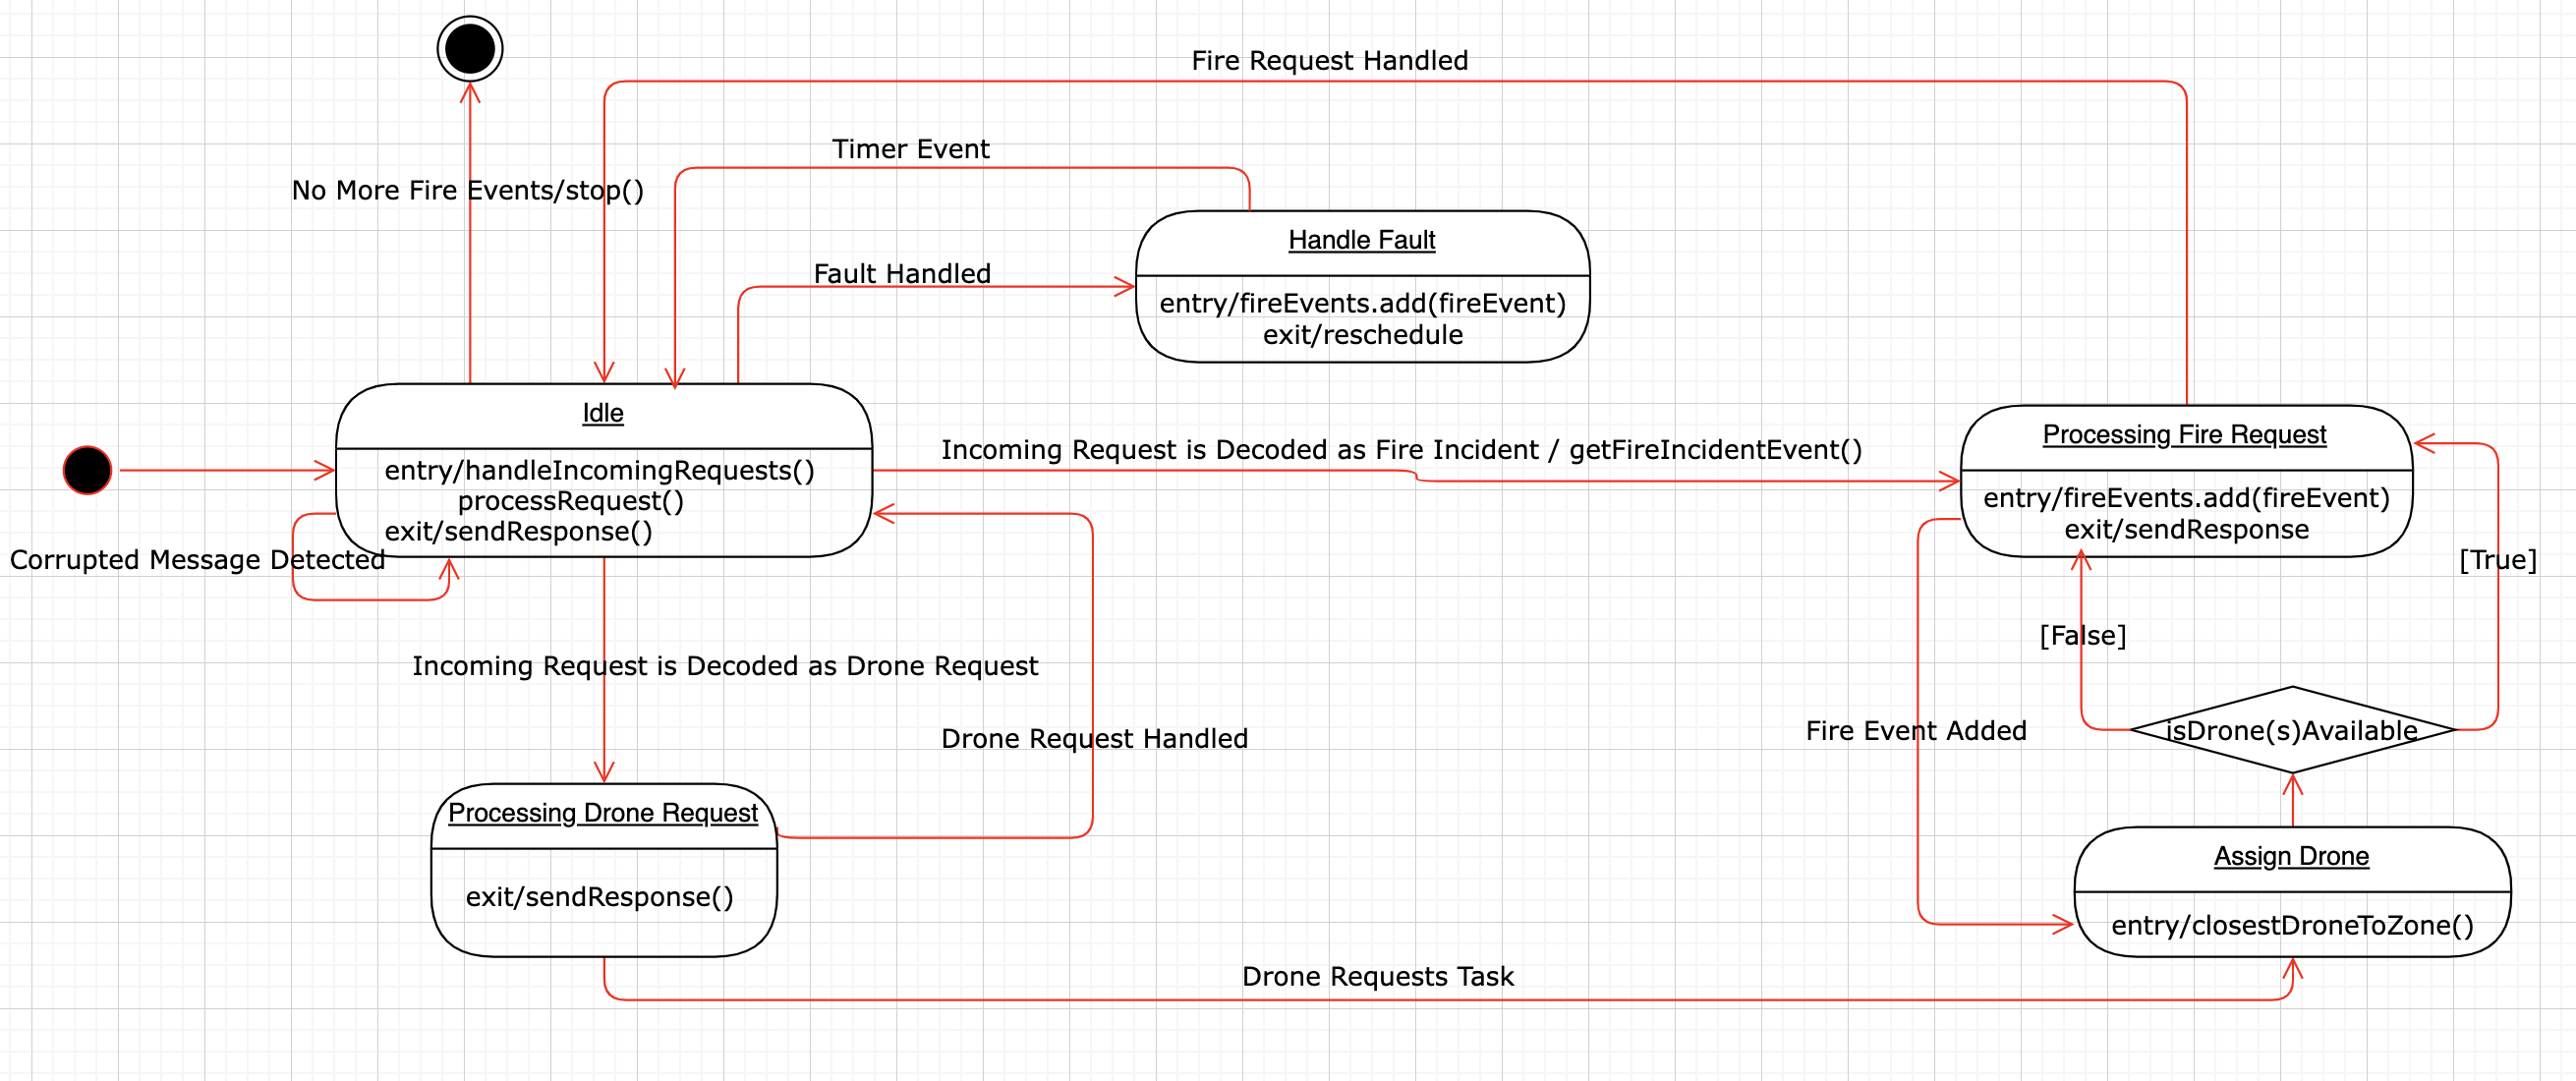 Fire Request Handled
Timer Event
No More Fire Events/stop()
Handle Fault
Fault Handled
entry/fireEvents.add(fireEvent)
exit/reschedule
Idle
entry/handleIncomingRequests()
processRequest()
exit/sendResponse()
Incoming Request is Decoded as Fire Incident / getFireIncidentEvent()
Processing Fire Request
entry/fireEvents.add(fireEvent)
exit/sendResponse
Corrupted Message Detected
[True]
[False]
Incoming Request is Decoded as Drone Request
Drone Request Handled
Fire Event Added
isDrone(s)Available
Processing Drone Request
exit/sendResponse()
Assign Drone
entry/closestDroneToZone()
Drone Requests Task